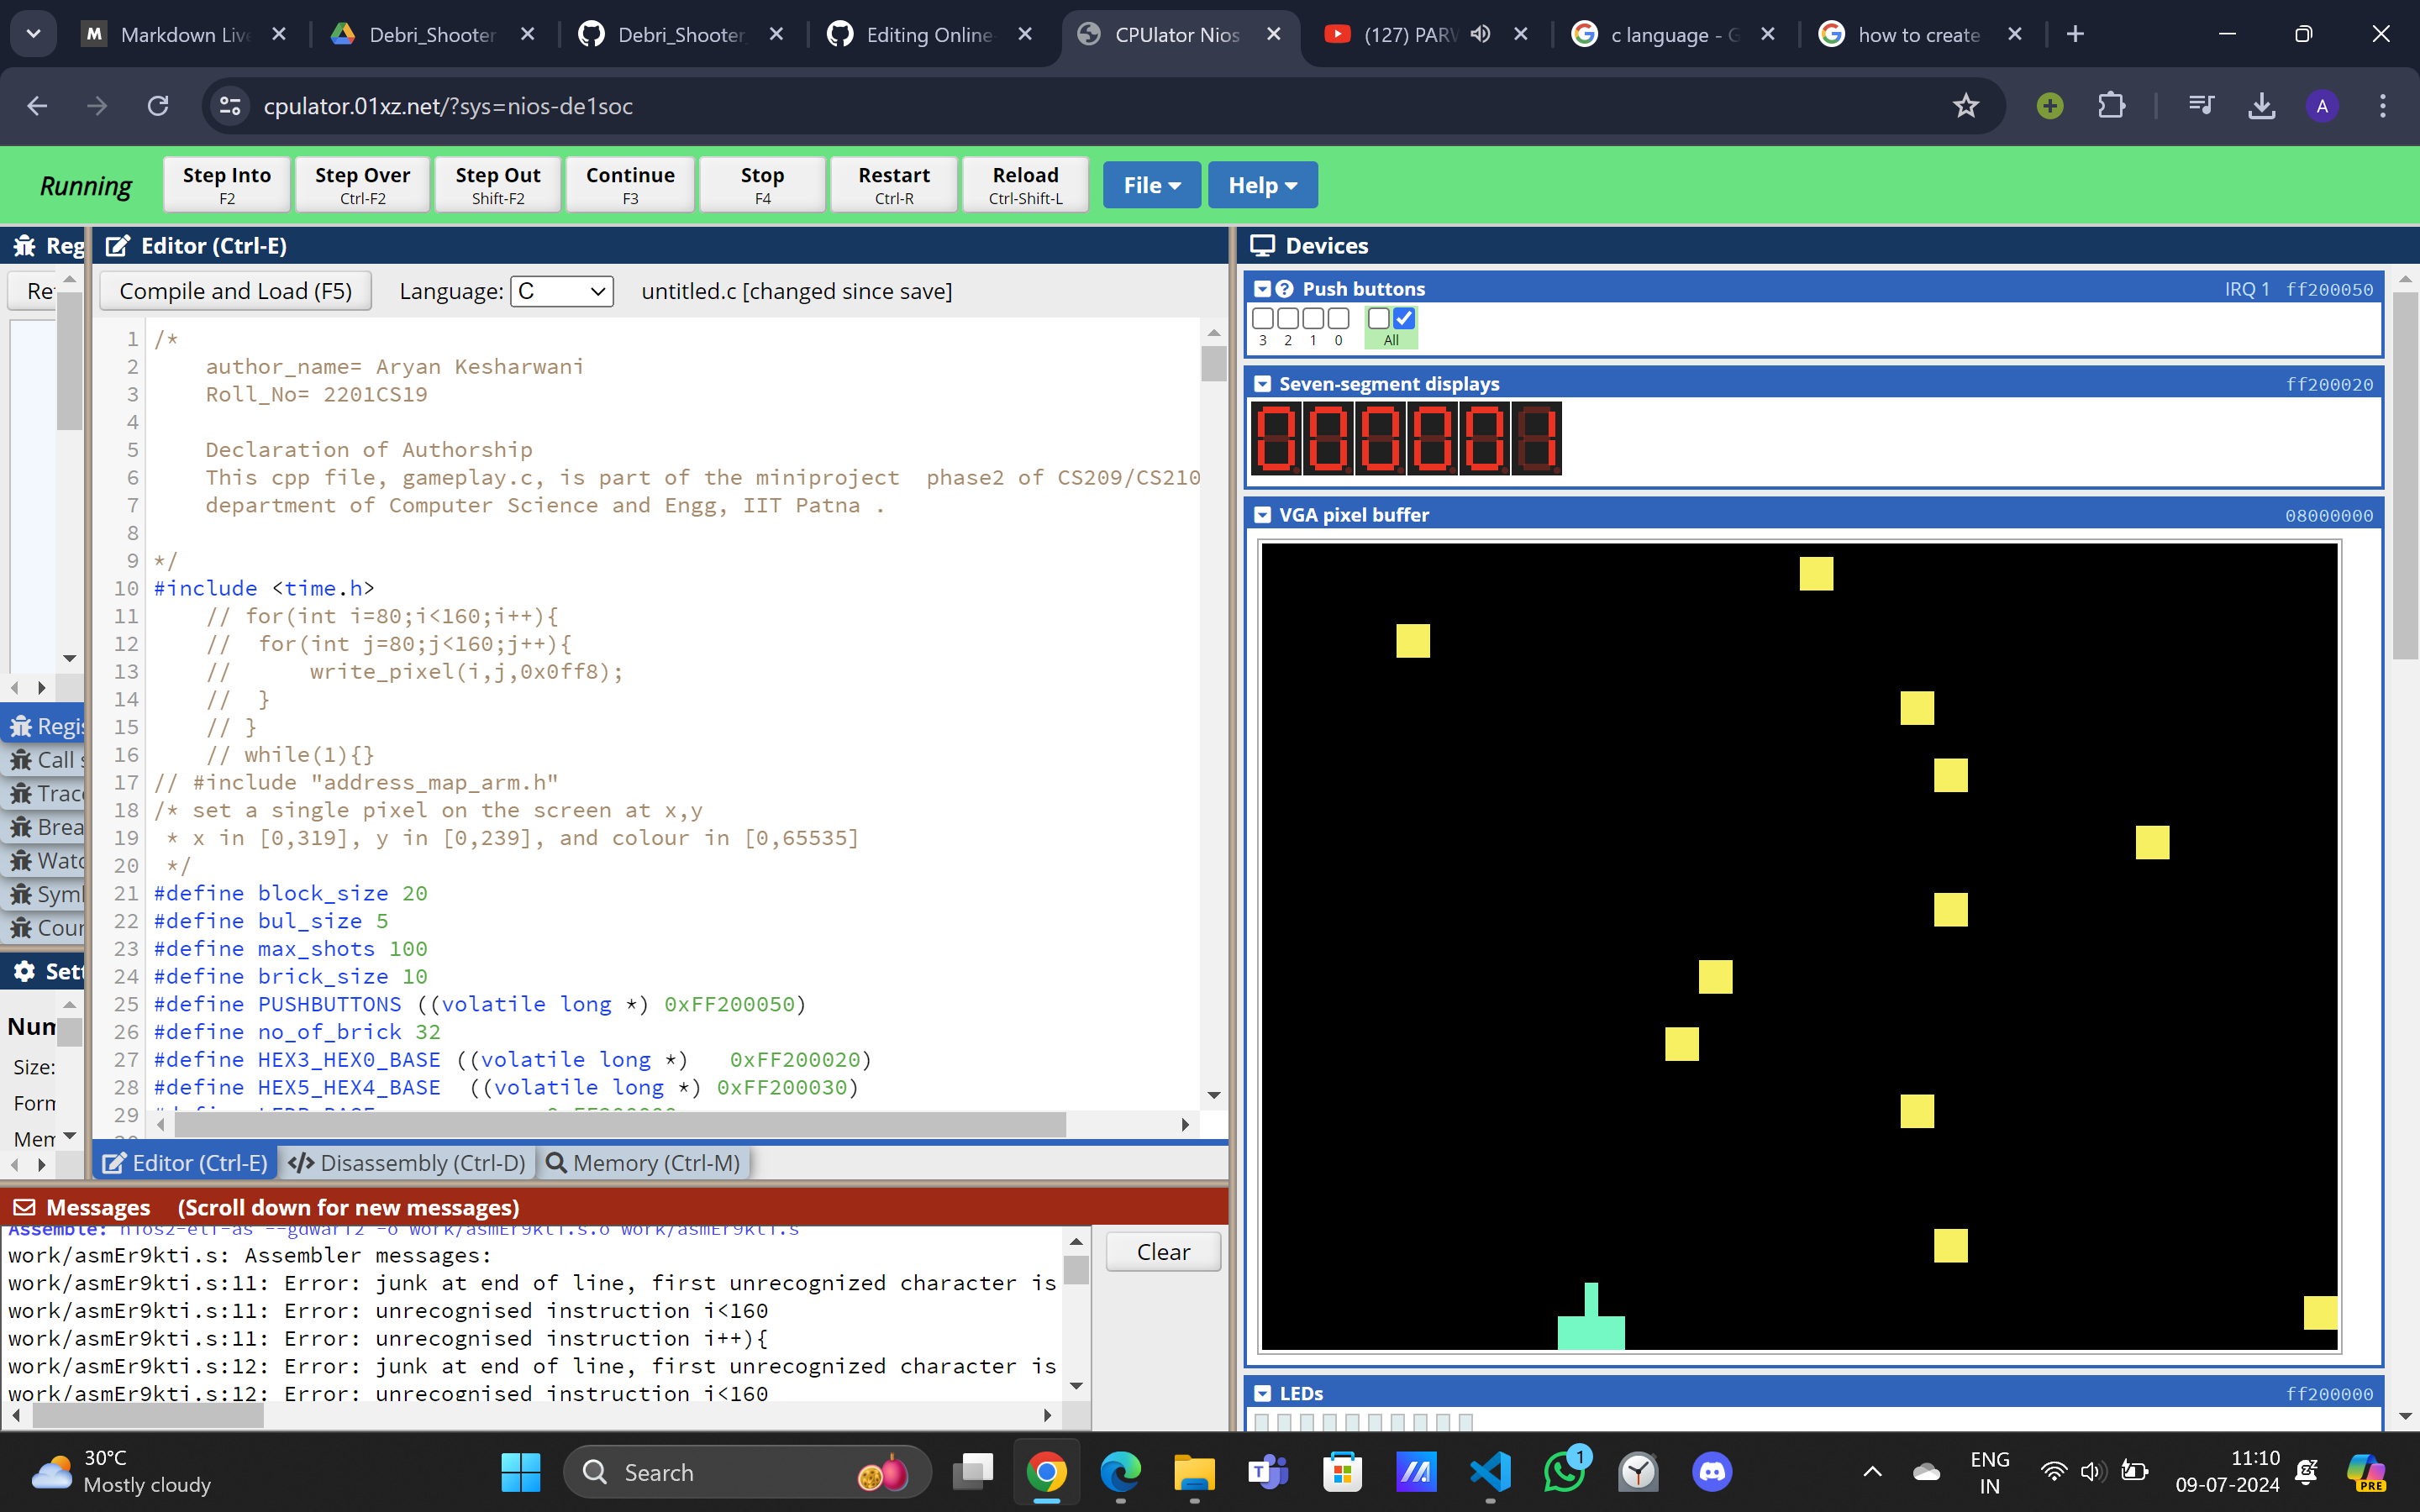 Markdown Live
Debri_Shooter
Debri_Shooter
Editing Online-
CPUlator Nios
(127) PARV
c language - G
how to create
cpulator.01xz.net/?sys=nios-de1soc
A
Running
Step Into
F2
Step Over
Ctrl-F2
Step Out
Shift-F2
Continue
F3
Stop
F4
Restart
Ctrl-R
Reload
Ctrl-Shift-L
File
Help
Reg
Editor (Ctrl-E)
Devices
Compile and Load (F5)
Language:
C
untitled.c [changed since save]
1 /*
2 author_name= Aryan Kesharwani
3 Roll_No= 2201CS19
4
5 Declaration of Authorship
6 This cpp file, gameplay.c, is part of the miniproject  phase2 of CS209/CS210
7 department of Computer Science and Engg, IIT Patna .
8
9 */
10 #include <time.h>
11 // for(int i=80;i<160;i++){
12 //  for(int j=80;j<160;j++){
13 //      write_pixel(i,j,0x0ff8);
14 //  }
15 // }
16 // while(1){}
17 // #include "address_map_arm.h"
18 /* set a single pixel on the screen at x,y
19 * x in [0,319], y in [0,239], and colour in [0,65535]
20 */
21 #define block_size 20
22 #define bul_size 5
23 #define max_shots 100
24 #define brick_size 10
25 #define PUSHBUTTONS ((volatile long *) 0xFF200050)
26 #define no_of_brick 32
27 #define HEX3_HEX0_BASE ((volatile long *)   0xFF200020)
28 #define HEX5_HEX4_BASE  ((volatile long *) 0xFF200030)
29
Regis
Call s
Trac
Brea
Watc
Symb
Coun
Sett
Num
Size:
Form
Mem
Editor (Ctrl-E)
Disassembly (Ctrl-D)
Memory (Ctrl-M)
Messages (Scroll down for new messages)
Assemble: nios2-elf-as --gdwarf2 -o work/asmEr9kti.s.o work/asmEr9kti.s
work/asmEr9kti.s: Assembler messages:
work/asmEr9kti.s:11: Error: junk at end of line, first unrecognized character is
work/asmEr9kti.s:11: Error: unrecognised instruction i<160
work/asmEr9kti.s:11: Error: unrecognised instruction i++){
work/asmEr9kti.s:12: Error: junk at end of line, first unrecognized character is
work/asmEr9kti.s:12: Error: unrecognised instruction i<160
Clear
Push buttons
IRQ 1 ff200050
3 2 1 0 All
Seven-segment displays
ff200020
000001
VGA pixel buffer
08000000
LEDs
ff200000
30°C
Mostly cloudy
Search
1
ENG
IN
11:10
09-07-2024
PRE